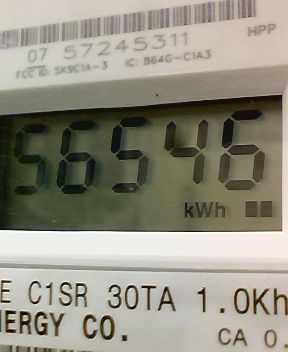 HPP
07 57245311
FCC ID: SK9C1A-3 IC: 864G-C1A3
56546
kWh
E C1SR 30TA 1.0Kh
ERGY CO.
CA 0.